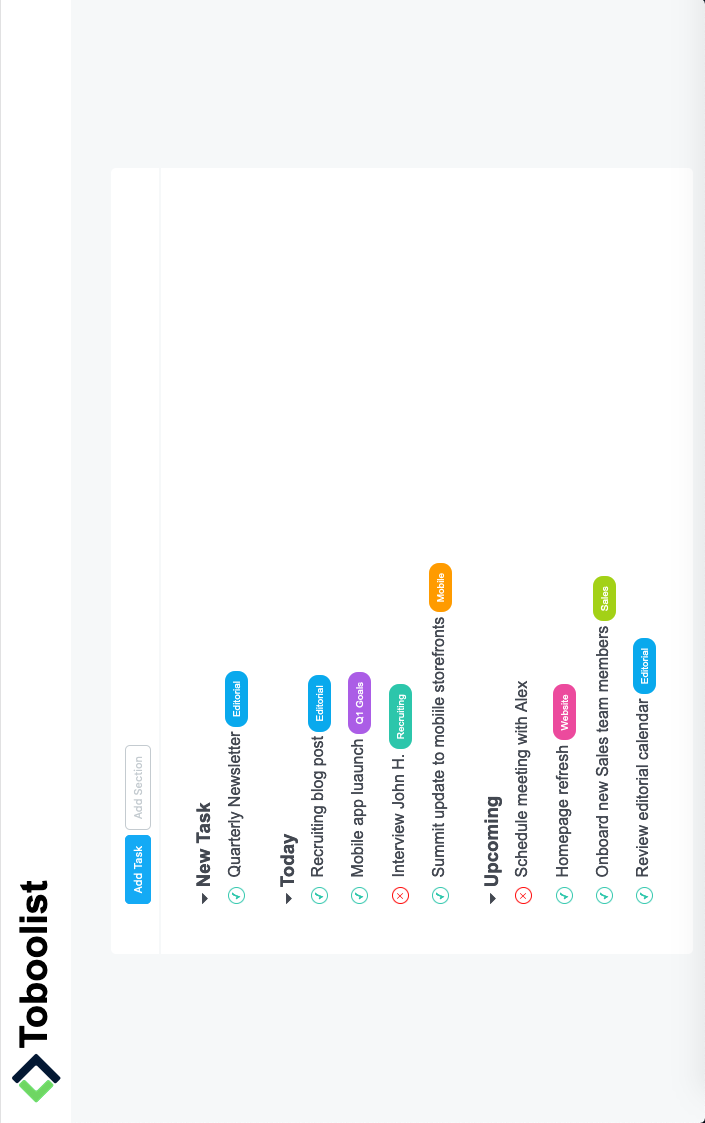 Toboolist
Add Task Add Section
New Task
Quarterly Newsletter Editorial
Today
Recruiting blog post Editorial
Mobile app luaunch Q1 Goals
Interview John H. Recruiting
Summit update to mobiile storefronts Mobile
Upcoming
Schedule meeting with Alex
Homepage refresh Website
Onboard new Sales team members Sales
Review editorial calendar Editorial